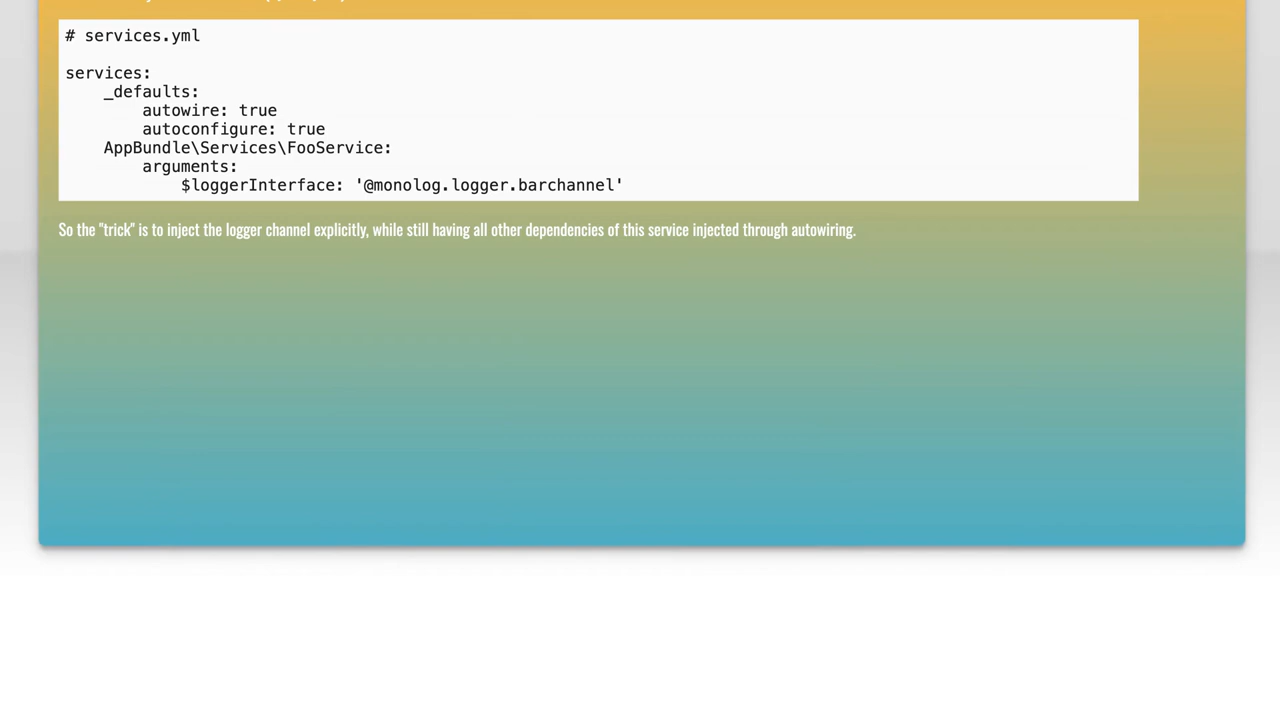 # services.yml
services:
_defaults:
autowire: true
autoconfigure: true
AppBundle\Services\FooService:
arguments:
$loggerInterface: '@monolog.logger.barchannel'
So the "trick" is to inject the logger channel explicitly, while still having all other dependencies of this service injected through autowiring.